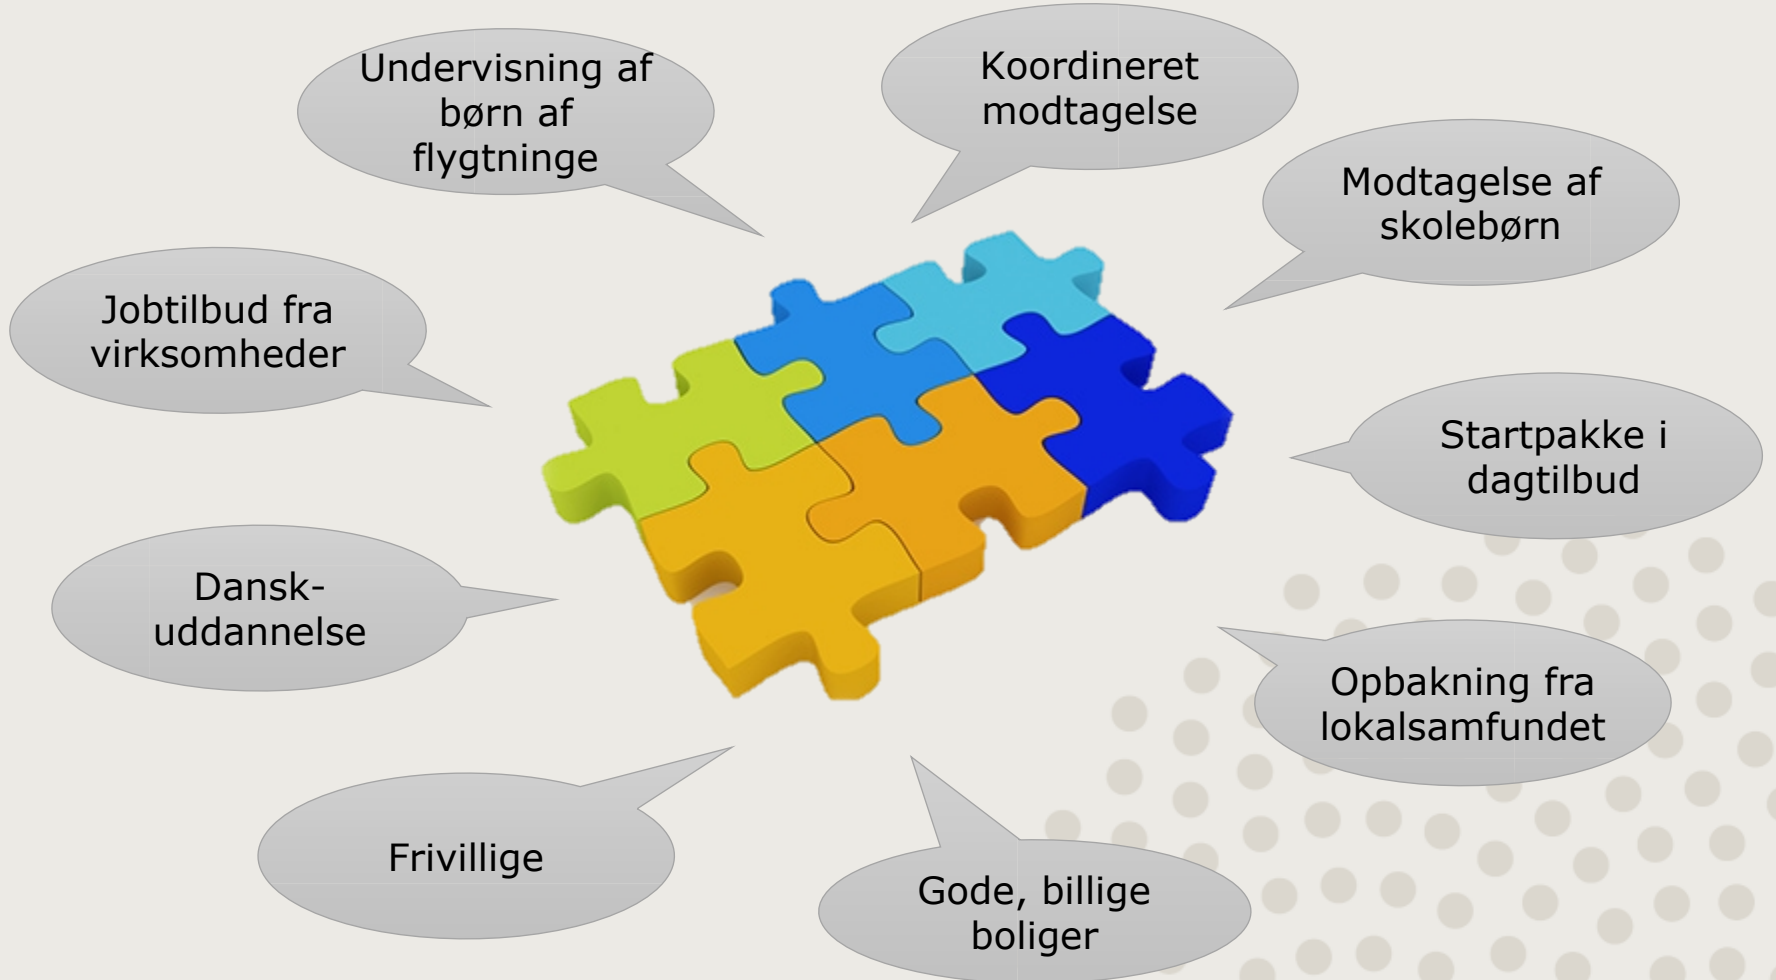 Undervisning af
børn af
flygtninge
Koordineret
modtagelse
Modtagelse af
skolebørn
Jobtilbud fra
virksomheder
Startpakke i
dagtilbud
Dansk-
uddannelse
Opbakning fra
lokalsamfundet
Frivillige
Gode, billige
boliger